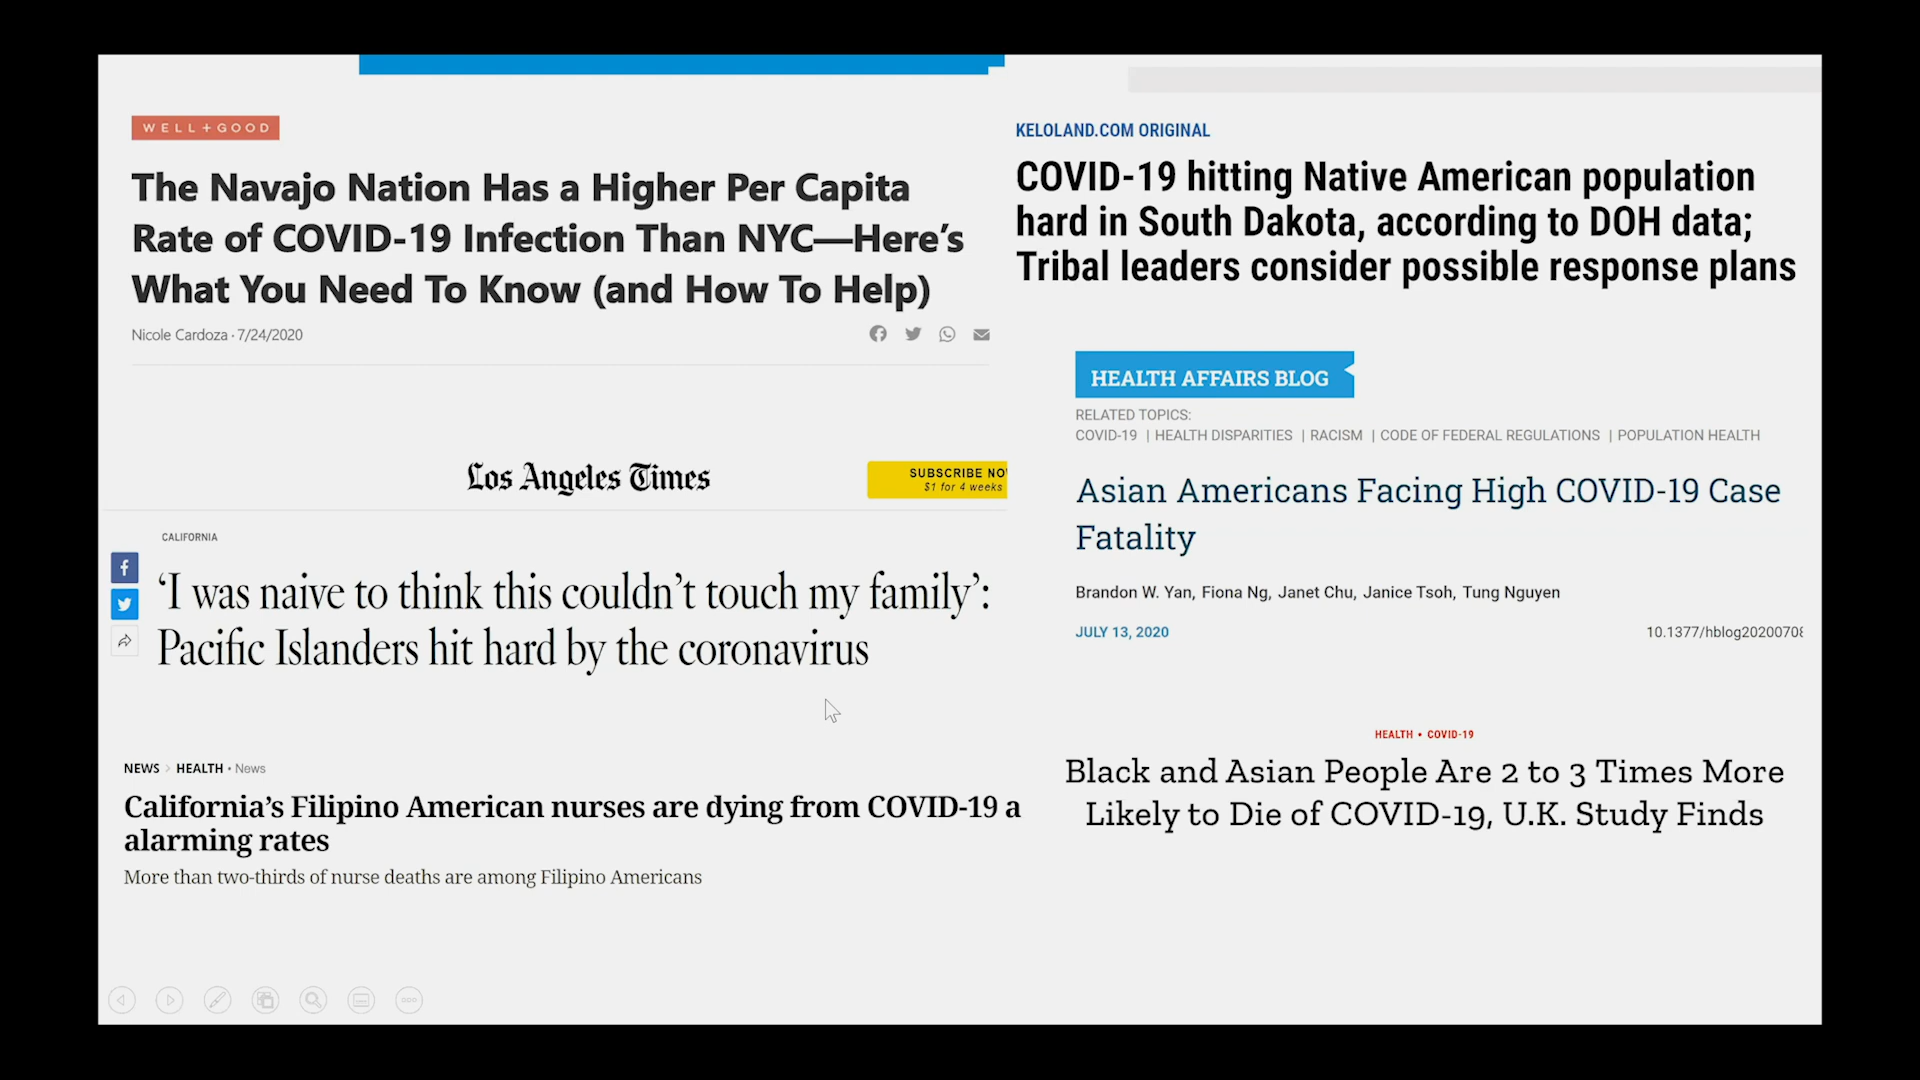 WELL+GOOD
The Navajo Nation Has a Higher Per Capita
Rate of COVID-19 Infection Than NYC—Here's
What You Need To Know (and How To Help)
Nicole Cardoza · 7/24/2020
Los Angeles Times
SUBSCRIBE NO
$1 for 4 weeks
CALIFORNIA
‘I was naive to think this couldn’t touch my family’:
Pacific Islanders hit hard by the coronavirus
NEWS > HEALTH • News
California’s Filipino American nurses are dying from COVID-19 a
alarming rates
More than two-thirds of nurse deaths are among Filipino Americans
KELOLAND.COM ORIGINAL
COVID-19 hitting Native American population
hard in South Dakota, according to DOH data;
Tribal leaders consider possible response plans
HEALTH AFFAIRS BLOG
RELATED TOPICS:
COVID-19 | HEALTH DISPARITIES | RACISM | CODE OF FEDERAL REGULATIONS | POPULATION HEALTH
Asian Americans Facing High COVID-19 Case
Fatality
Brandon W. Yan, Fiona Ng, Janet Chu, Janice Tsoh, Tung Nguyen
JULY 13, 2020
10.1377/hblog20200708
HEALTH • COVID-19
Black and Asian People Are 2 to 3 Times More
Likely to Die of COVID-19, U.K. Study Finds